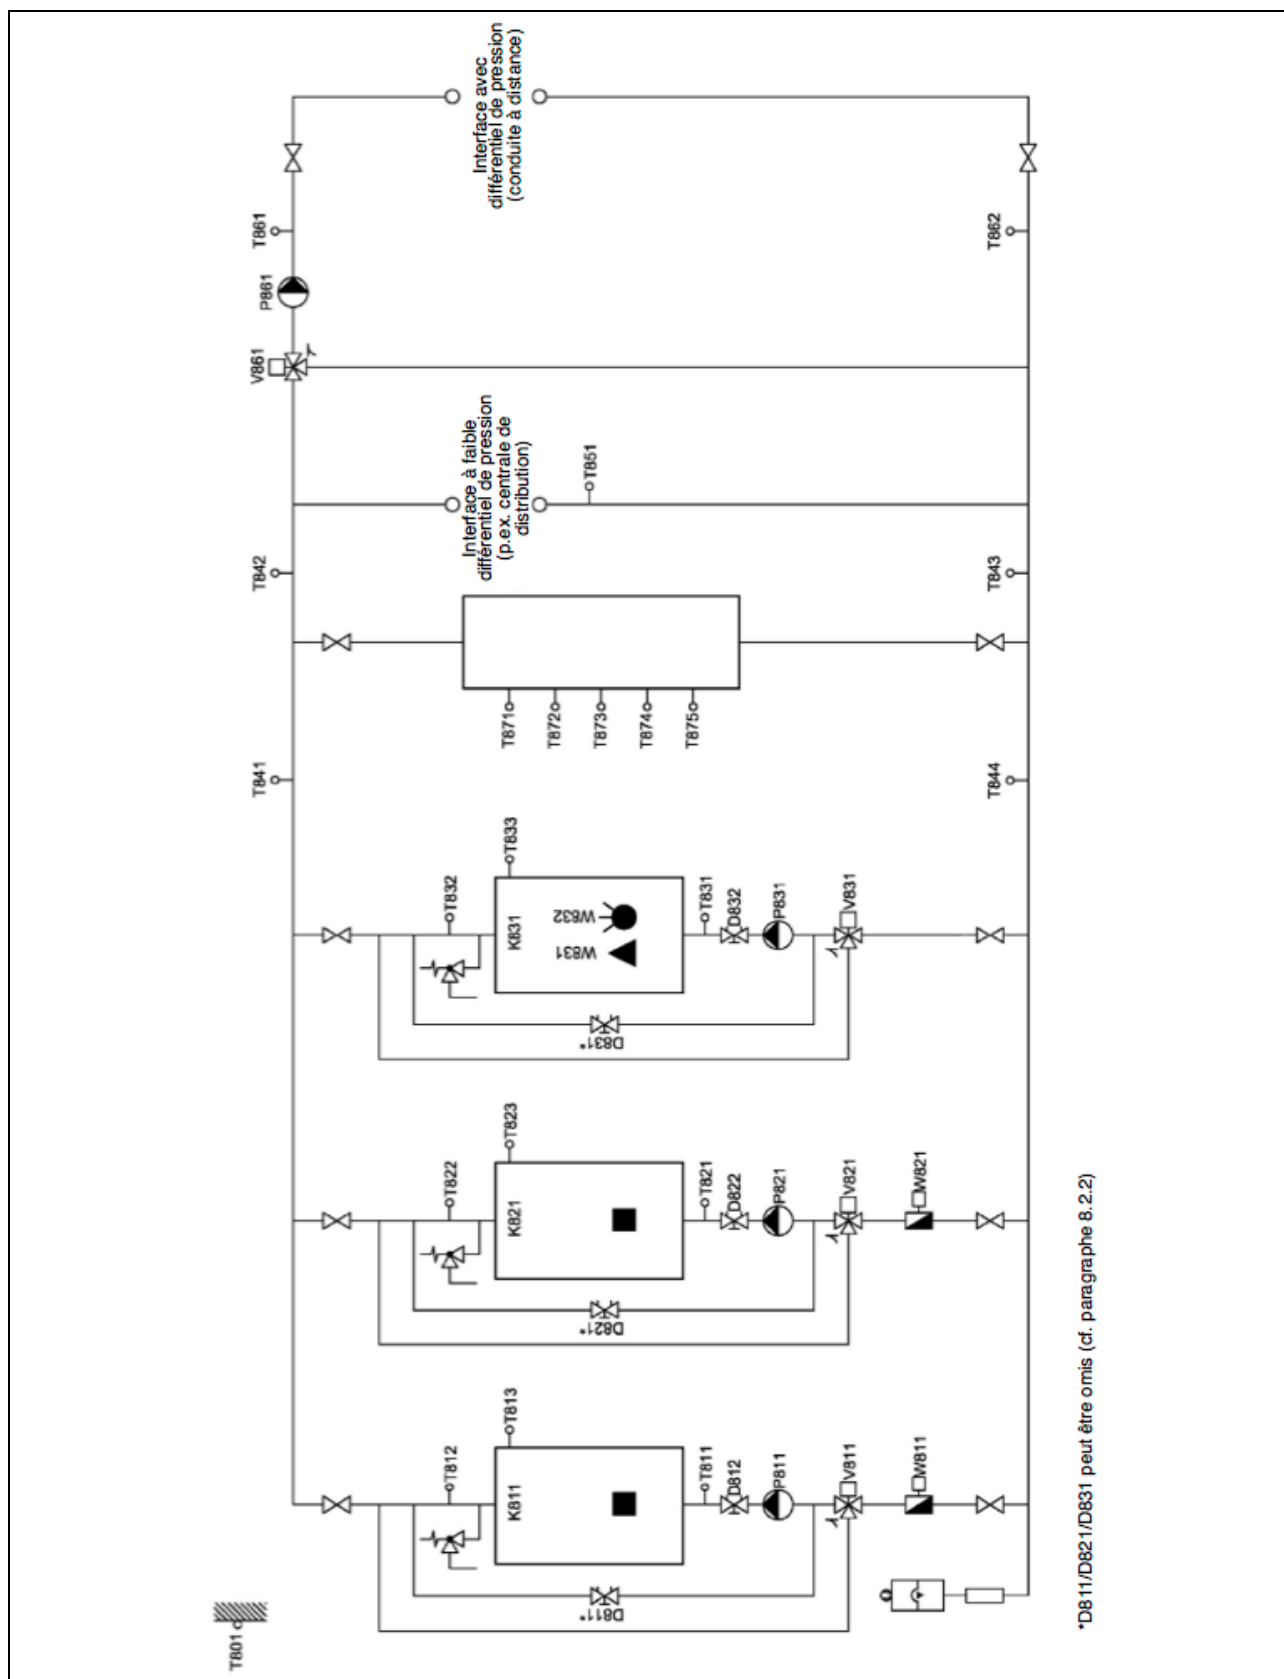 Interface avec
différentiel de pression
(conduite à distance)
T861
T862
P861
V861
Interface à faible
différentiel de pression
(p.ex. centrale de
distribution)
T851
T842
T843
T871
T872
T873
T874
T875
T841
T844
T833
T832
K831
W832
W831
T831
D832
P831
V831
D831*
T823
T822
K821
T821
D822
P821
V821
W821
D821*
T813
T812
K811
T811
D812
P811
V811
W811
D811*
T801
*D811/D821/D831 peut être omis (cf. paragraphe 8.2.2)